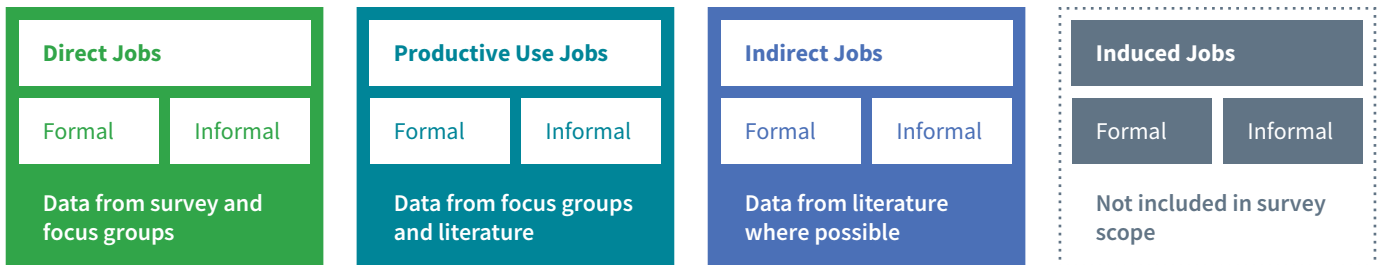 Direct Jobs
Formal
Informal
Data from survey and
focus groups
Productive Use Jobs
Formal
Informal
Data from focus groups
and literature
Indirect Jobs
Formal
Informal
Data from literature
where possible
Induced Jobs
Formal
Informal
Not included in survey
scope